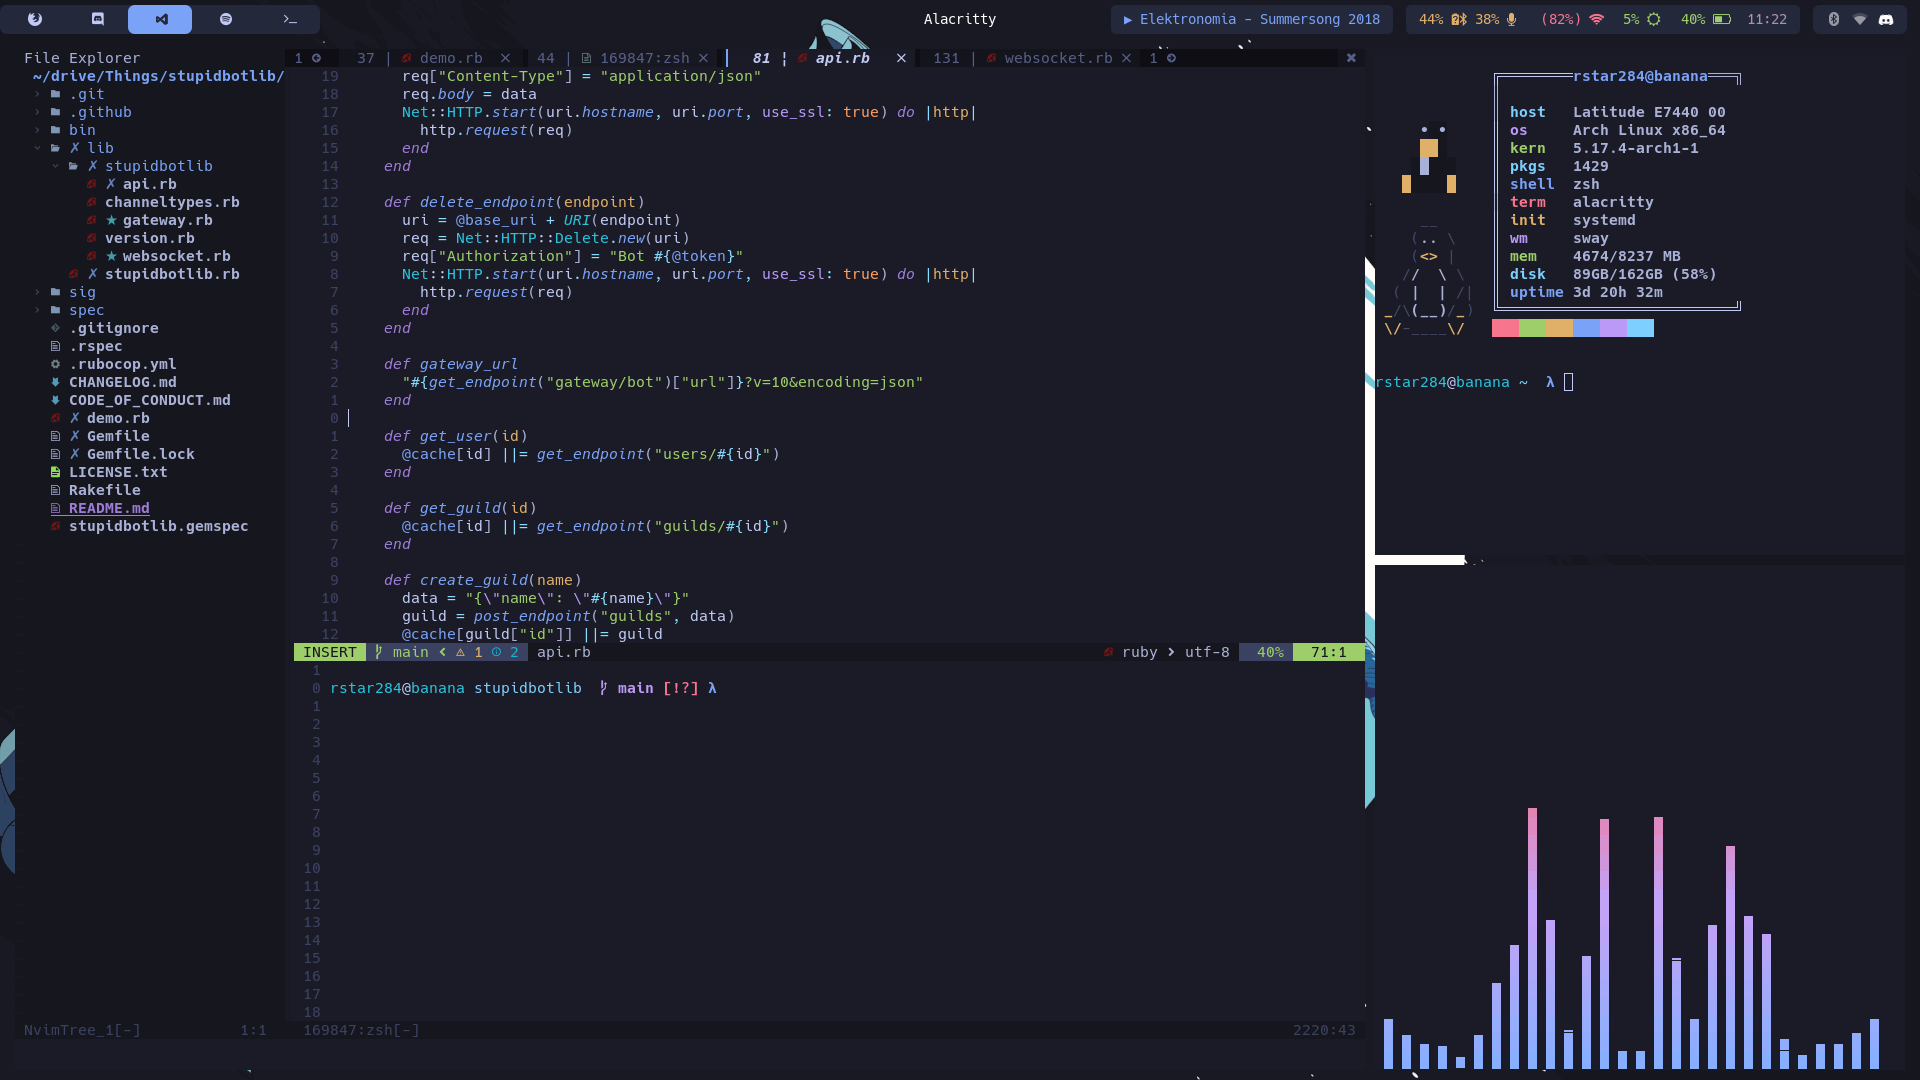 Alacritty
▶ Elektronomia - Summersong 2018
44% 38% (82%) 5% 40% 11:22
File Explorer
~/drive/Things/stupidbotlib/
.git
.github
bin
✗ lib
✗ stupidbotlib
✗ api.rb
channeltypes.rb
★ gateway.rb
version.rb
★ websocket.rb
✗ stupidbotlib.rb
sig
spec
.gitignore
.rspec
.rubocop.yml
CHANGELOG.md
CODE_OF_CONDUCT.md
✗ demo.rb
✗ Gemfile
✗ Gemfile.lock
LICENSE.txt
Rakefile
README.md
stupidbotlib.gemspec
NvimTree_1[-] 1:1
1 37 | demo.rb 44 | 169847:zsh 81 ¦ api.rb 131 | websocket.rb 1
19 req["Content-Type"] = "application/json"
18 req.body = data
17 Net::HTTP.start(uri.hostname, uri.port, use_ssl: true) do |http|
16 http.request(req)
15 end
14 end
13
12 def delete_endpoint(endpoint)
11 uri = @base_uri + URI(endpoint)
10 req = Net::HTTP::Delete.new(uri)
9 req["Authorization"] = "Bot #{@token}"
8 Net::HTTP.start(uri.hostname, uri.port, use_ssl: true) do |http|
7 http.request(req)
6 end
5 end
4
3 def gateway_url
2 "#{get_endpoint("gateway/bot")["url"]}?v=10&encoding=json"
1 end
0
1 def get_user(id)
2 @cache[id] ||= get_endpoint("users/#{id}")
3 end
4
5 def get_guild(id)
6 @cache[id] ||= get_endpoint("guilds/#{id}")
7 end
8
9 def create_guild(name)
10 data = "{\"name\": \"#{name}\"}"
11 guild = post_endpoint("guilds", data)
12 @cache[guild["id"]] ||= guild
INSERT main < ⚠ 1 2 api.rb ruby > utf-8 40% 71:1
1
0 rstar284@banana stupidbotlib main [!?] λ
1
2
3
4
5
6
7
8
9
10
11
12
13
14
15
16
17
18
169847:zsh[-] 2220:43
rstar284@banana
host Latitude E7440 00
os Arch Linux x86_64
kern 5.17.4-arch1-1
pkgs 1429
shell zsh
term alacritty
init systemd
wm sway
mem 4674/8237 MB
disk 89GB/162GB (58%)
uptime 3d 20h 32m
rstar284@banana ~ λ